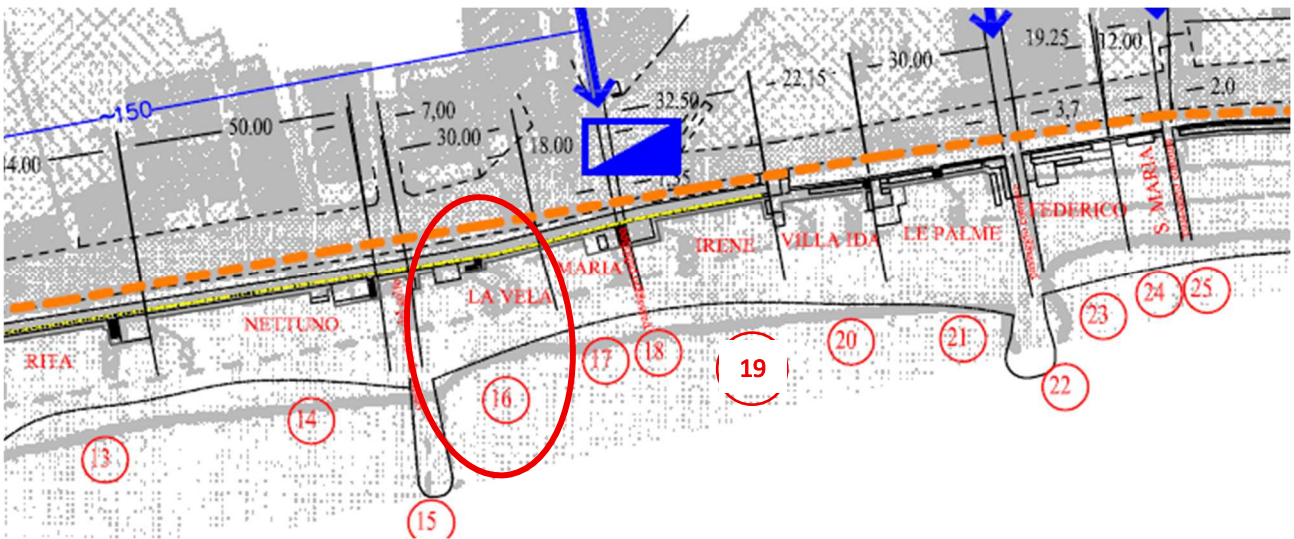 ~150
44.00
50.00
7,00
30.00
18.00
32.50
22.15
30.00
19.25
12.00
3,7
2,0
RITA
NETTUNO
LA VELA
MARIA
IRENE
VILLA IDA
LE PALME
FEDERICO
S. MARIA
13
14
15
16
17
18
19
20
21
22
23
24
25